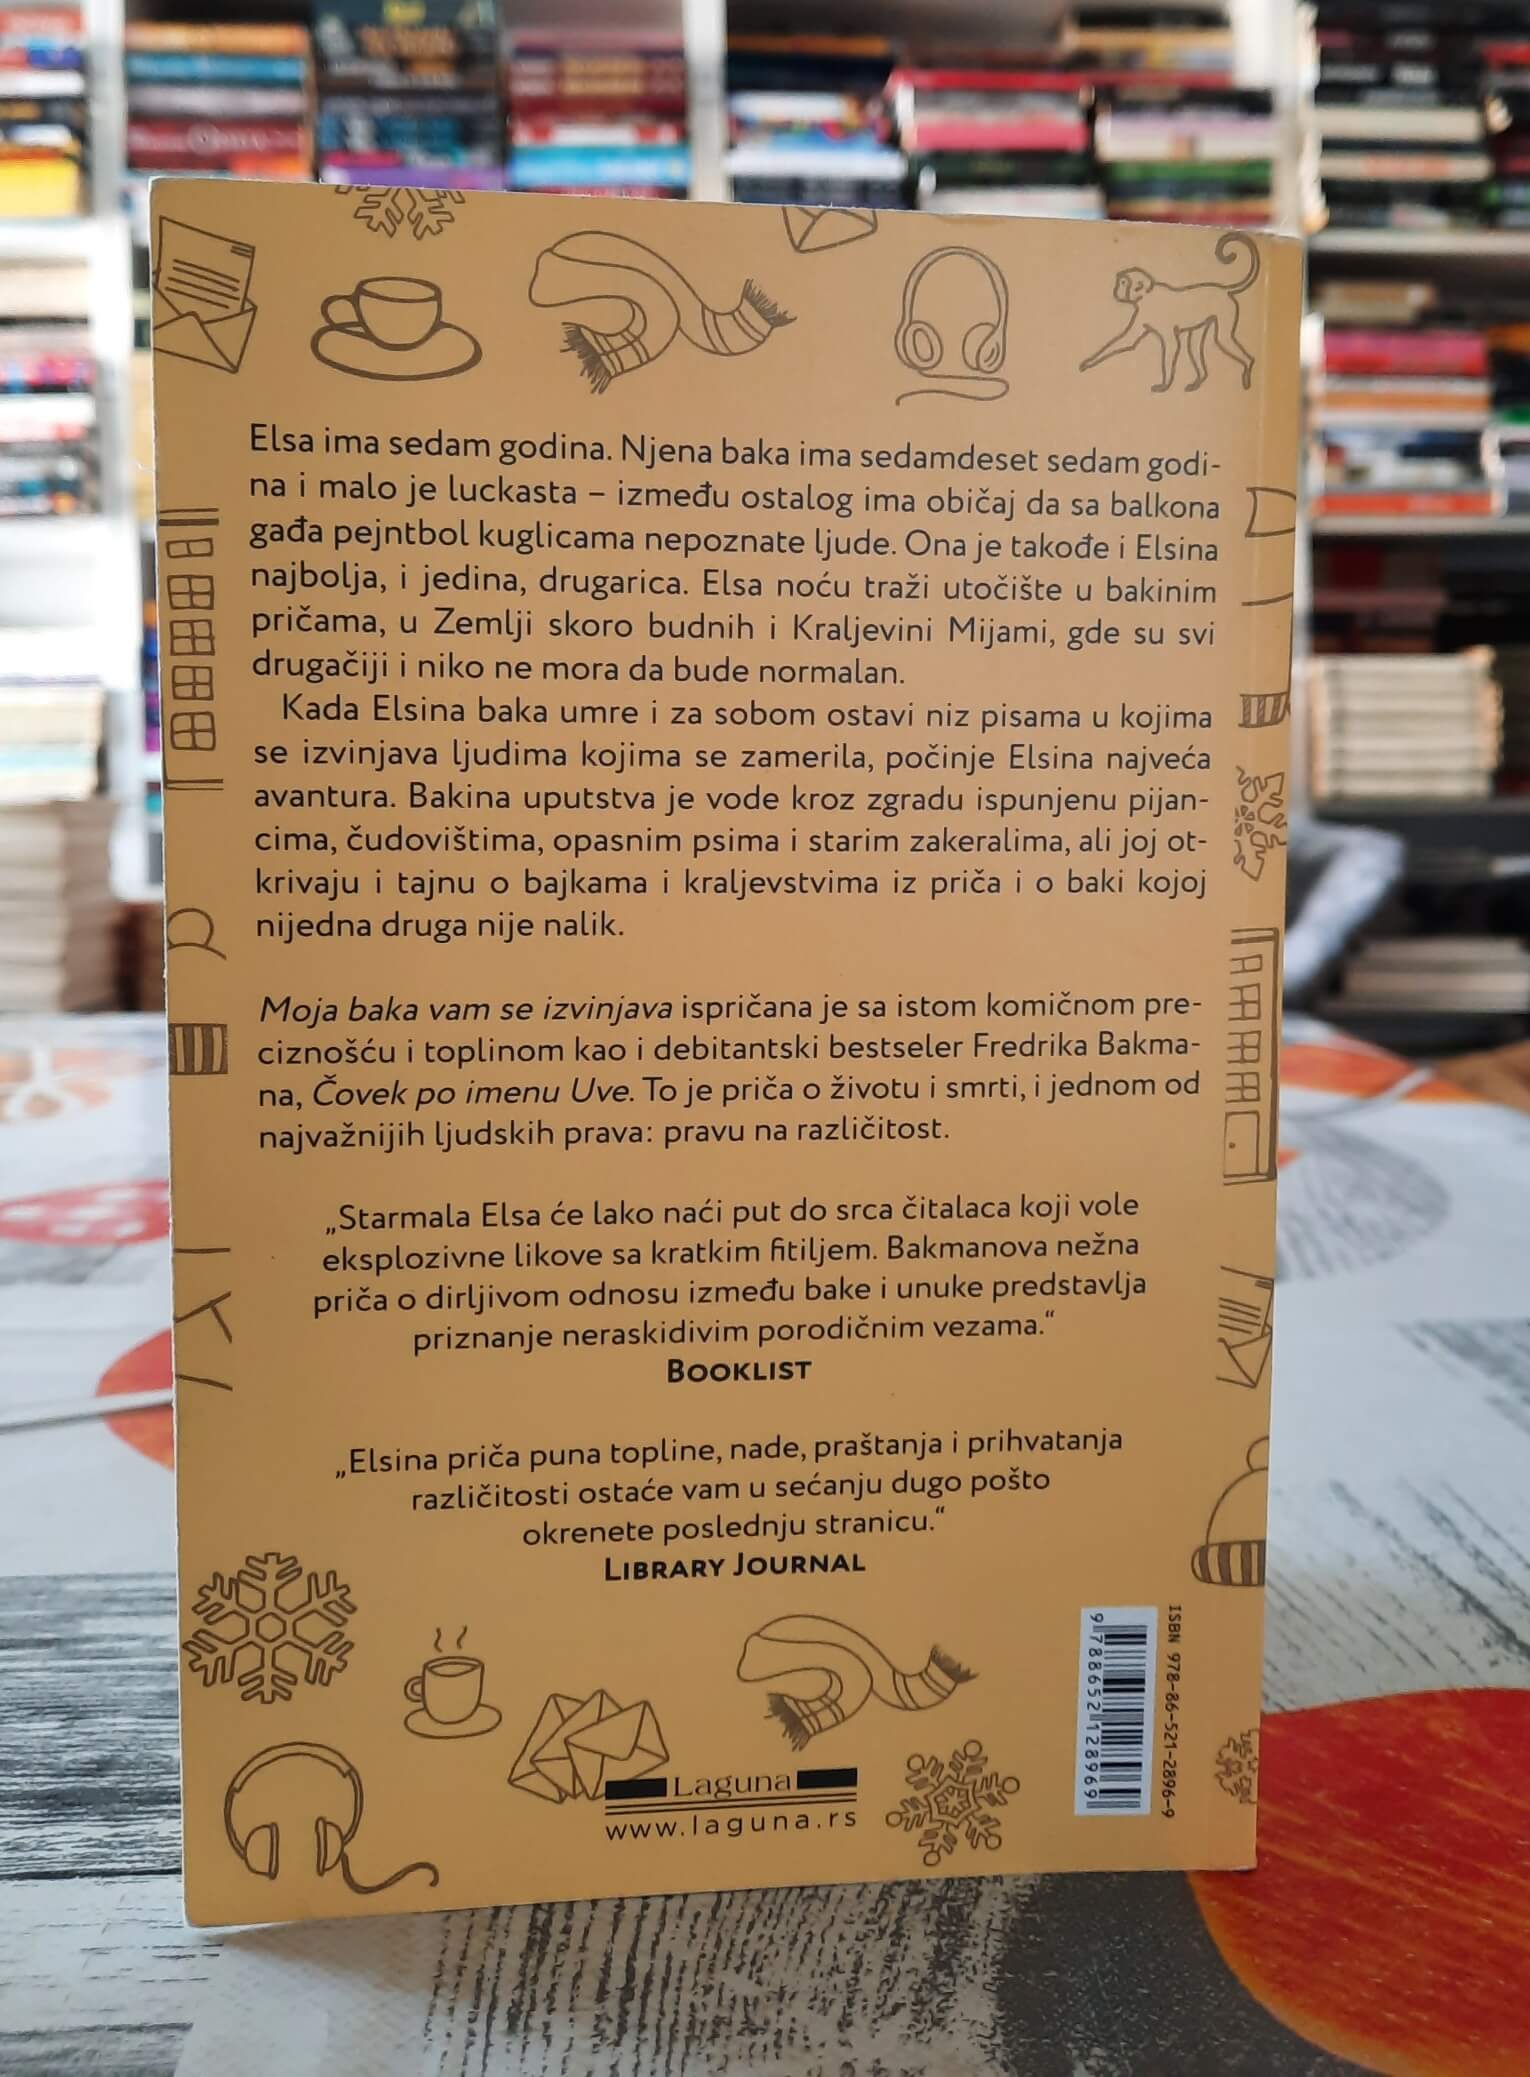 Elsa ima sedam godina. Njena baka ima sedamdeset sedam godi-
na i malo je luckasta – između ostalog ima običaj da sa balkona
gađa pejntbol kuglicama nepoznate ljude. Ona je takođe i Elsina
najbolja, i jedina, drugarica. Elsa noću traži utočište u bakinim
pričama, u Zemlji skoro budnih i Kraljevini Mijami, gde su svi
drugačiji i niko ne mora da bude normalan.
Kada Elsina baka umre i za sobom ostavi niz pisama u kojima
se izvinjava ljudima kojima se zamerila, počinje Elsina najveća
avantura. Bakina uputstva je vode kroz zgradu ispunjenu pijan-
cima, čudovištima, opasnim psima i starim zakeralima, ali joj ot-
krivaju i tajnu o bajkama i kraljevstvima iz priča i o baki kojoj
nijedna druga nije nalik.
Moja baka vam se izvinjava ispričana je sa istom komičnom pre-
ciznošću i toplinom kao i debitantski bestseler Fredrika Bakma-
na, Čovek po imenu Uve. To je priča o životu i smrti, i jednom od
najvažnijih ljudskih prava: pravu na različitost.
„Starmala Elsa će lako naći put do srca čitalaca koji vole
eksplozivne likove sa kratkim fitiljem. Bakmanova nežna
priča o dirljivom odnosu između bake i unuke predstavlja
priznanje neraskidivim porodičnim vezama.“
BOOKLIST
„Elsina priča puna topline, nade, praštanja i prihvatanja
različitosti ostaće vam u sećanju dugo pošto
okrenete poslednju stranicu.“
LIBRARY JOURNAL
ISBN 978-86-521-2896-9
9788652128969
Laguna
www.laguna.rs